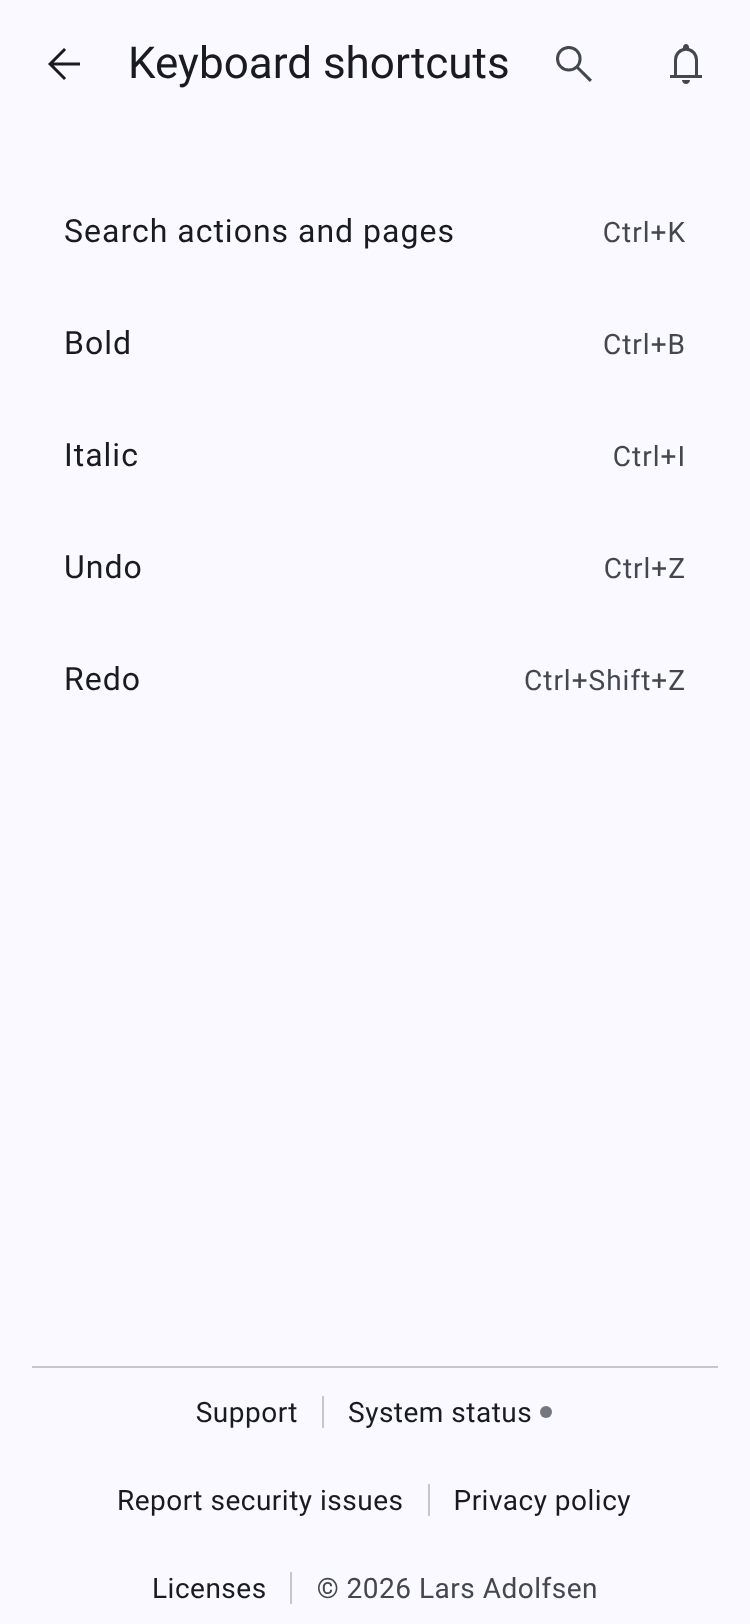 Keyboard shortcuts
Search actions and pages Ctrl+K
Bold Ctrl+B
Italic Ctrl+I
Undo Ctrl+Z
Redo Ctrl+Shift+Z
Support System status
Report security issues Privacy policy
Licenses © 2026 Lars Adolfsen